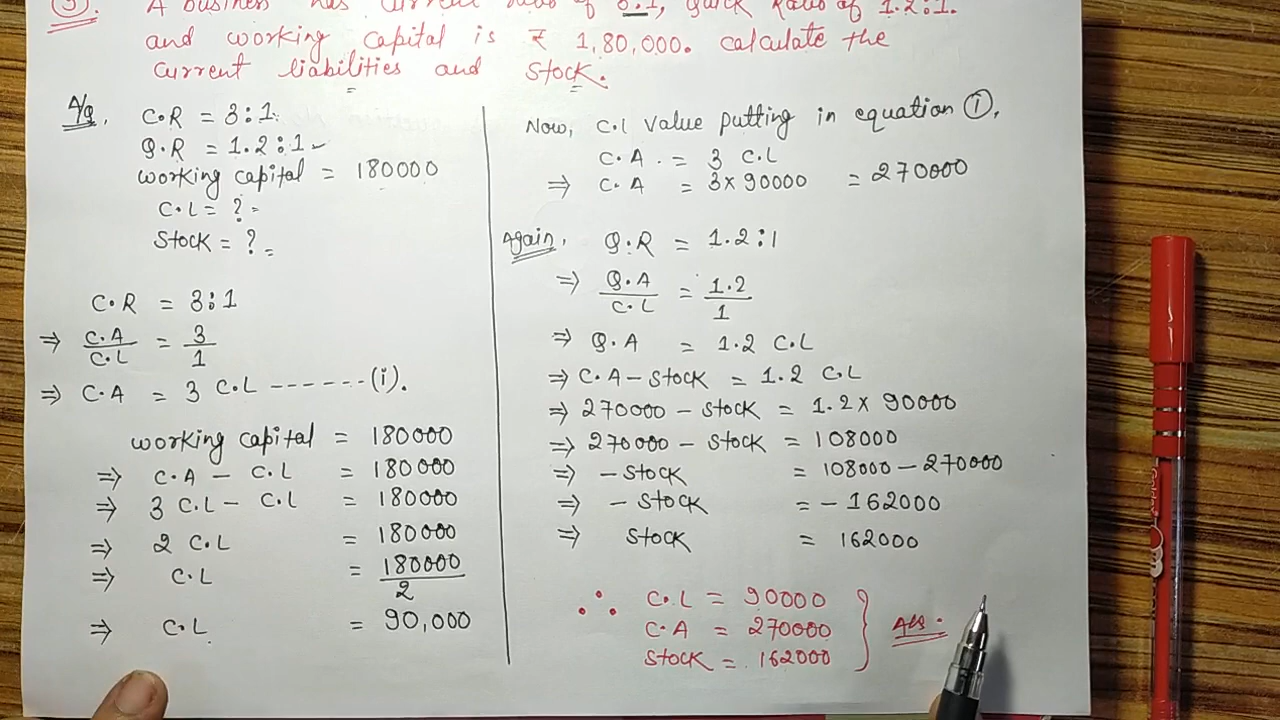 (3). A business has current ratio of 3:1, quick ratio of 1.2:1.
and working capital is ₹ 1,80,000. calculate the
current liabilities and stock.
A/Q, C.R = 3:1.
Q.R = 1.2:1
working capital = 180000
C.L = ?
Stock = ?
C.R = 3:1
⇒ C.A/C.L = 3/1
⇒ C.A = 3 C.L ------(i).
working capital = 180000
⇒ C.A - C.L = 180000
⇒ 3 C.L - C.L = 180000
⇒ 2 C.L = 180000
⇒ C.L = 180000/2
⇒ C.L. = 90,000
Now, C.L value putting in equation (i),
C.A. = 3 C.L
⇒ C.A = 3 × 90000 = 270000
Again, Q.R = 1.2:1
⇒ Q.A/C.L = 1.2/1
⇒ Q.A = 1.2 C.L
⇒ C.A - Stock = 1.2 C.L
⇒ 270000 - Stock = 1.2 × 90000
⇒ 270000 - Stock = 108000
⇒ - Stock = 108000 - 270000
⇒ - Stock = - 162000
⇒ Stock = 162000
∴ C.L = 90000
C.A = 270000
Stock = 162000 } Ans.